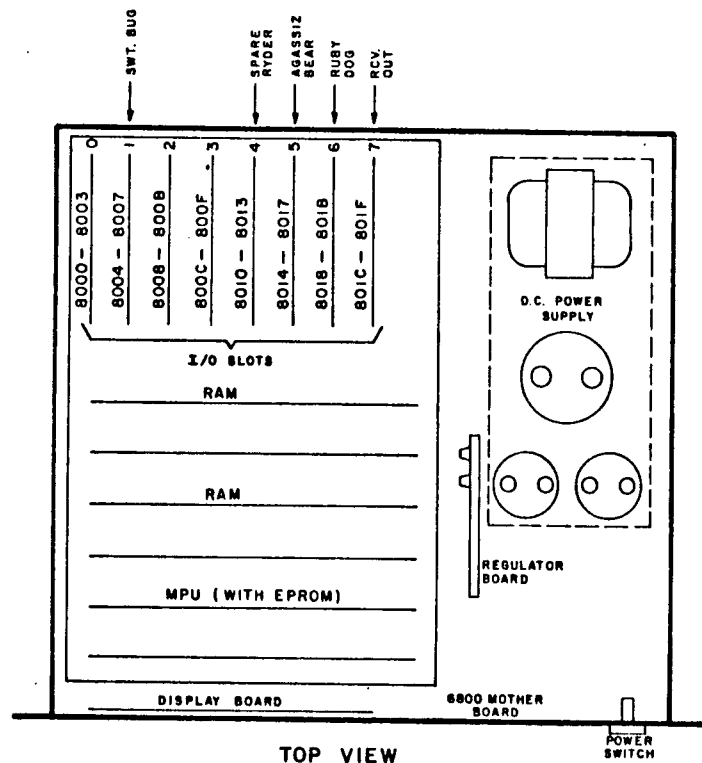 SWT. BUG
SPARE
RYDER
AGASSIZ
BEAR
RUBY
DOG
RCV.
OUT
0
1
2
3
4
5
6
7
8000 - 8003
8004 - 8007
8008 - 800B
800C - 800F
8010 - 8013
8014 - 8017
8018 - 801B
801C - 801F
I/O SLOTS
RAM
RAM
MPU (WITH EPROM)
DISPLAY BOARD
D.C. POWER
SUPPLY
REGULATOR
BOARD
6800 MOTHER
BOARD
POWER
SWITCH
TOP VIEW